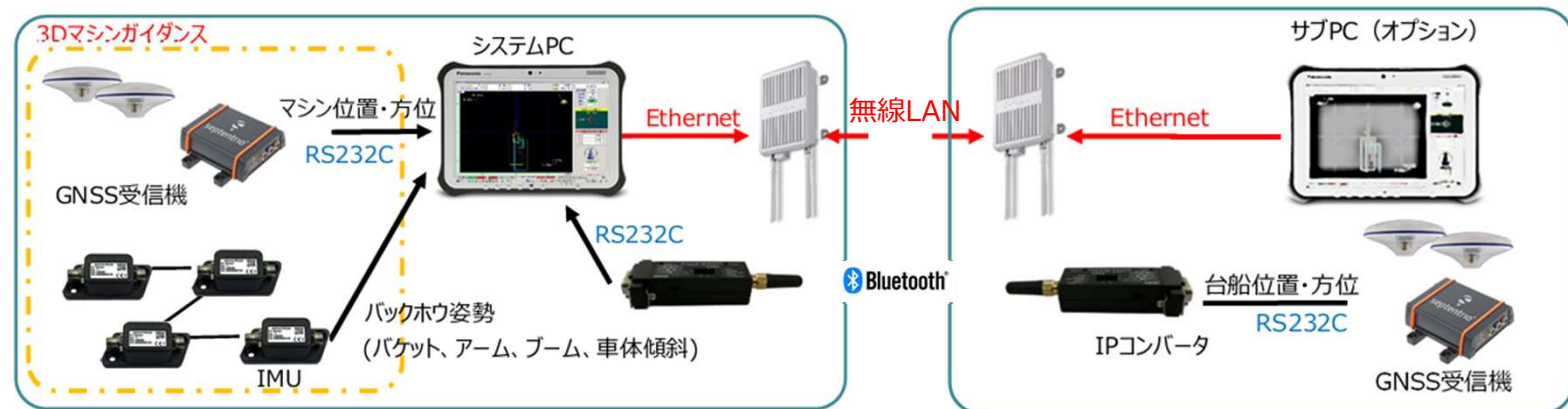 3Dマシンガイダンス
システムPC
サブPC（オプション）
Panasonic
Panasonic
マシン位置・方位
RS232C
septentrio
GNSS受信機
Ethernet
無線LAN
Ethernet
RS232C
Bluetooth
バックホウ姿勢
(バケット、アーム、ブーム、車体傾斜)
IMU
IPコンバータ
台船位置・方位
RS232C
septentrio
GNSS受信機